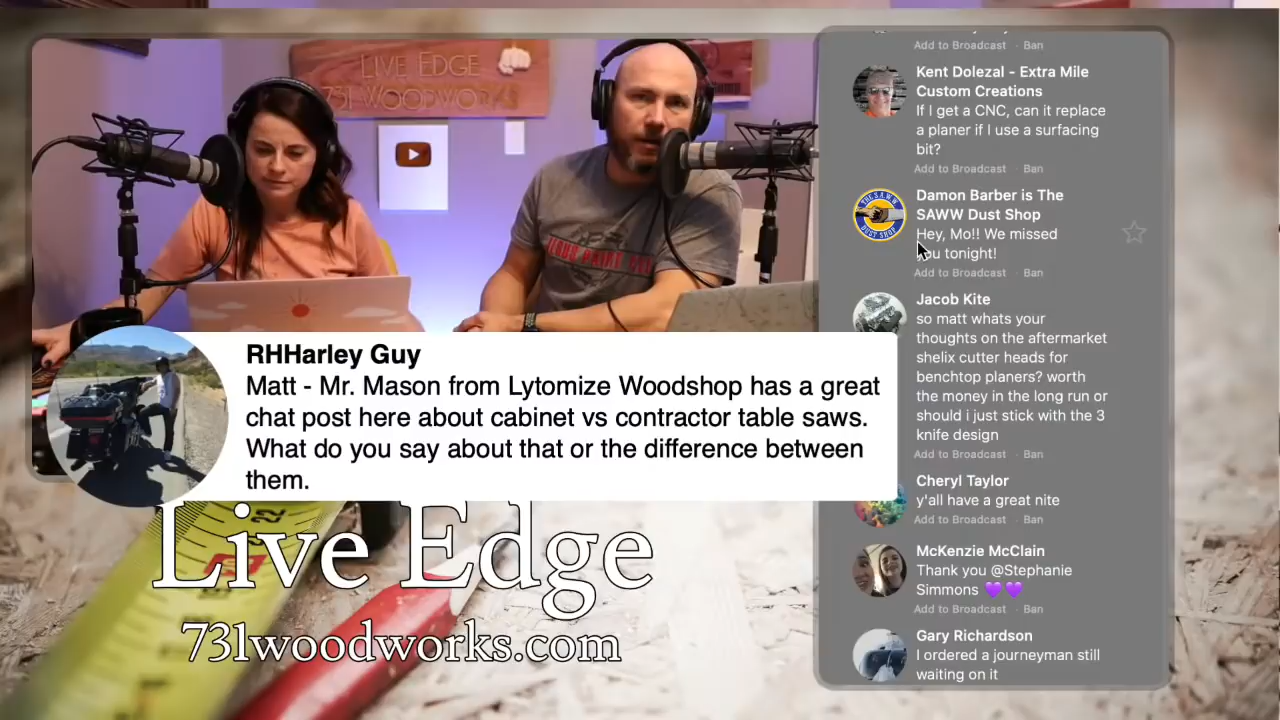 LIVE EDGE
731 WOODWORKS
Add to Broadcast · Ban
Kent Dolezal - Extra Mile
Custom Creations
If I get a CNC, can it replace
a planer if I use a surfacing
bit?
Add to Broadcast · Ban
Damon Barber is The
SAWW Dust Shop
Hey, Mo!! We missed
you tonight!
Add to Broadcast · Ban
THE S.A.W.W.
DUST SHOP
Jacob Kite
so matt whats your
thoughts on the aftermarket
shelix cutter heads for
benchtop planers? worth
the money in the long run or
should i just stick with the 3
knife design
Add to Broadcast · Ban
Cheryl Taylor
y'all have a great nite
Add to Broadcast · Ban
McKenzie McClain
Thank you @Stephanie
Simmons 💜💜
Add to Broadcast · Ban
Gary Richardson
I ordered a journeyman still
waiting on it
RHHarley Guy
Matt - Mr. Mason from Lytomize Woodshop has a great
chat post here about cabinet vs contractor table saws.
What do you say about that or the difference between
them.
Live Edge
731woodworks.com